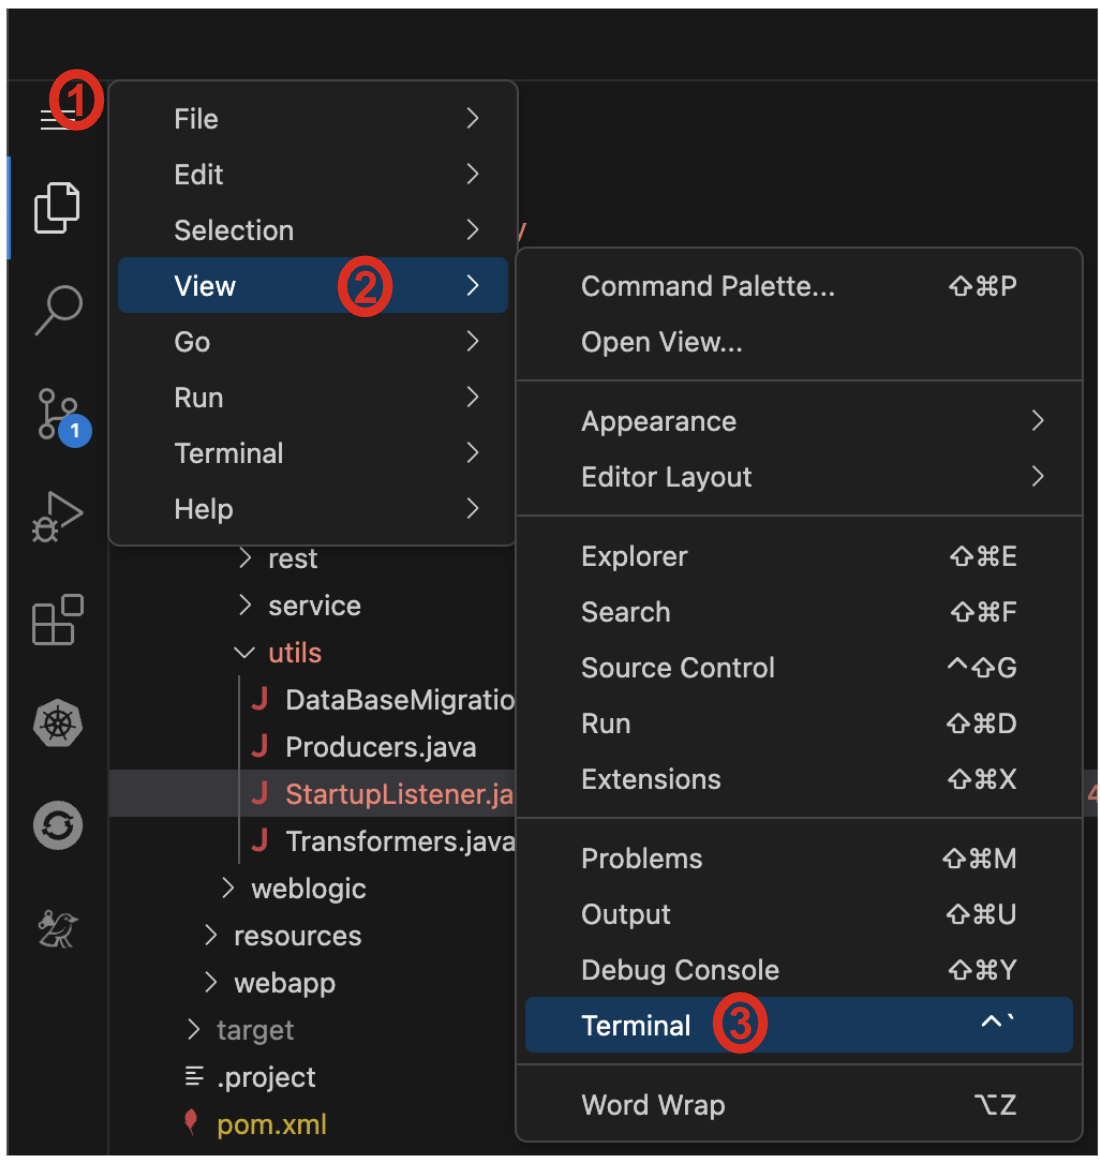 1
File
Edit
Selection
View 2
Go
Run
Terminal
Help
Command Palette... ⇧⌘P
Open View...
Appearance
Editor Layout
Explorer ⇧⌘E
Search ⇧⌘F
Source Control ^⇧G
Run ⇧⌘D
Extensions ⇧⌘X
Problems ⇧⌘M
Output ⇧⌘U
Debug Console ⇧⌘Y
Terminal 3 ^`
Word Wrap ⌥Z
1
rest
service
utils
J DataBaseMigratio
J Producers.java
J StartupListener.ja 4
J Transformers.java
weblogic
resources
webapp
target
.project
pom.xml